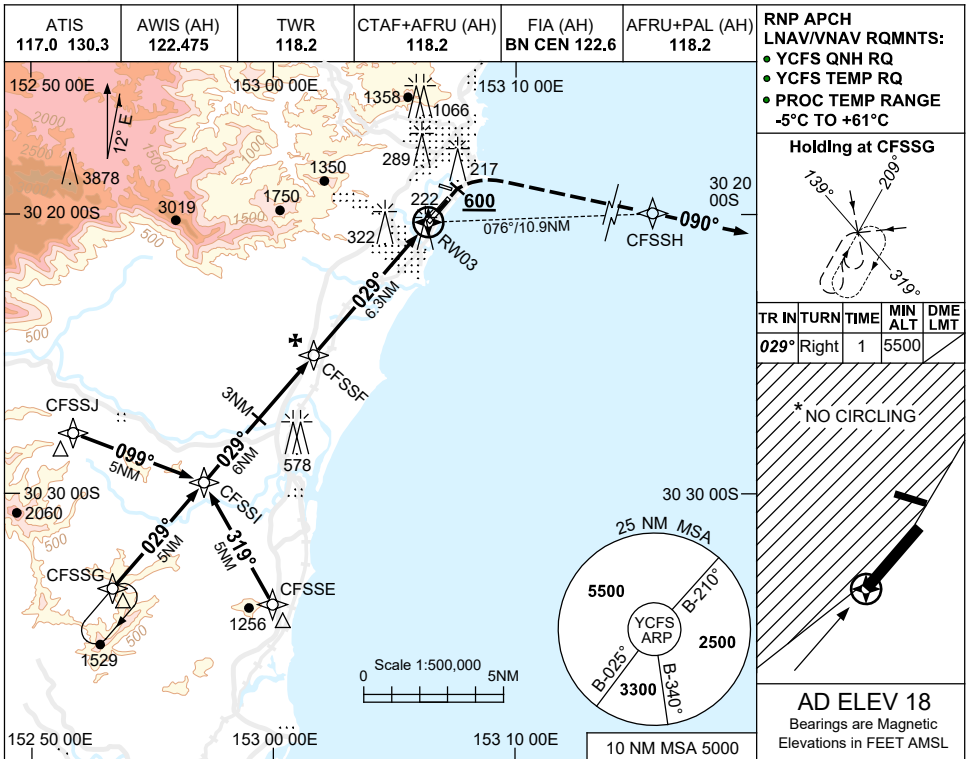 ATIS
117.0 130.3
AWIS (AH)
122.475
TWR
118.2
CTAF+AFRU (AH)
118.2
FIA (AH)
BN CEN 122.6
AFRU+PAL (AH)
118.2
RNP APCH
LNAV/VNAV RQMNTS:
• YCFS QNH RQ
• YCFS TEMP RQ
• PROC TEMP RANGE
-5°C TO +61°C
152 50 00E
153 00 00E
153 10 00E
12° E
2000
2500
1500
1000
500
3878
3019
1750
1350
1358
1066
289
217
222
322
600
1500
500
30 20 00S
30 20
00S
RW03
076°/10.9NM
CFSSH
090°
029°
6.3NM
CFSSF
3NM
029°
6NM
578
CFSSJ
099°
5NM
CFSSI
30 30 00S
30 30 00S
2060
500
029°
5NM
319°
5NM
CFSSG
CFSSE
1256
1529
500
500
Scale 1:500,000
0
5NM
25 NM MSA
5500
B-210°
YCFS
ARP
2500
B-025°
3300
B-340°
152 50 00E
153 00 00E
153 10 00E
10 NM MSA 5000
Holding at CFSSG
139°
209°
319°
TR IN TURN TIME MIN ALT DME LMT
029° Right 1 5500
*NO CIRCLING
AD ELEV 18
Bearings are Magnetic
Elevations in FEET AMSL